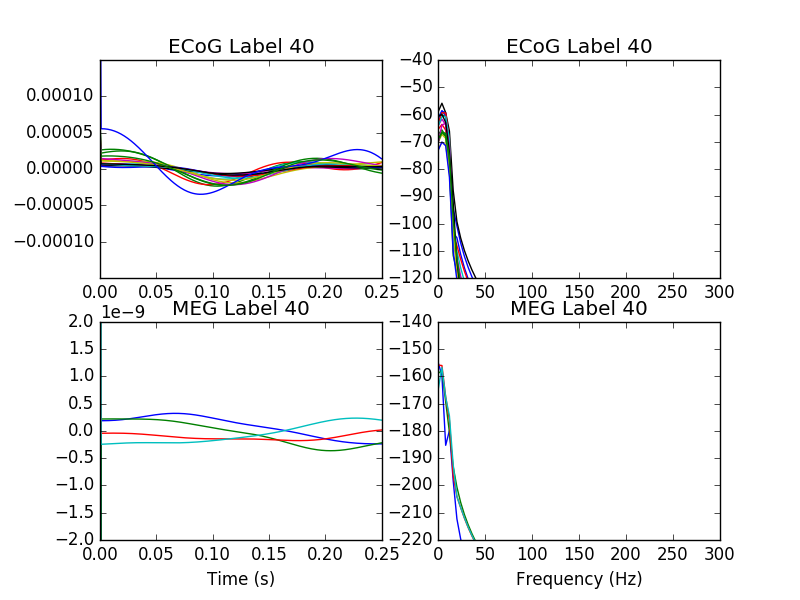 ECoG Label 40
0.00010
0.00005
0.00000
−0.00005
−0.00010
0.00 0.05 0.10 0.15 0.20 0.25
ECoG Label 40
−40
−50
−60
−70
−80
−90
−100
−110
−120
0 50 100 150 200 250 300
MEG Label 40
1e−9
2.0
1.5
1.0
0.5
0.0
−0.5
−1.0
−1.5
−2.0
0.00 0.05 0.10 0.15 0.20 0.25
Time (s)
MEG Label 40
−140
−150
−160
−170
−180
−190
−200
−210
−220
0 50 100 150 200 250 300
Frequency (Hz)